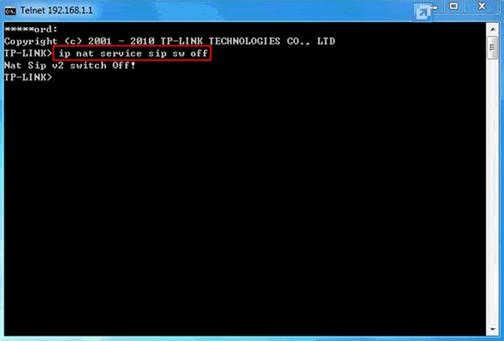 Telnet 192.168.1.1
*****ord:
Copyright (c) 2001 - 2010 TP-LINK TECHNOLOGIES CO., LTD
TP-LINK> ip nat service sip sw off
Nat Sip v2 switch Off!
TP-LINK>